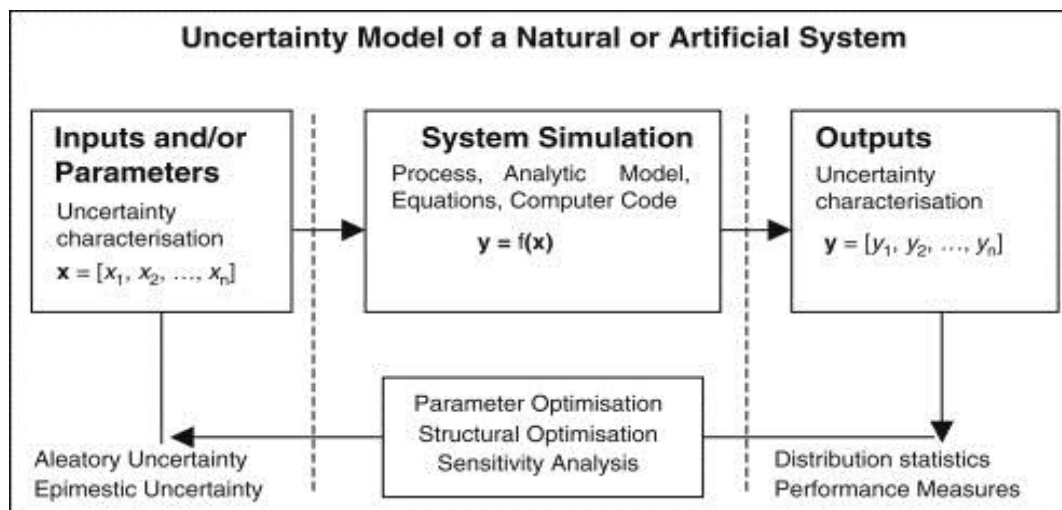 Uncertainty Model of a Natural or Artificial System
Inputs and/or
Parameters
Uncertainty
characterisation
x = [x1, x2, ..., xn]
System Simulation
Process, Analytic Model,
Equations, Computer Code
y = f(x)
Outputs
Uncertainty
characterisation
y = [y1, y2, ..., yn]
Parameter Optimisation
Structural Optimisation
Sensitivity Analysis
Aleatory Uncertainty
Epimestic Uncertainty
Distribution statistics
Performance Measures